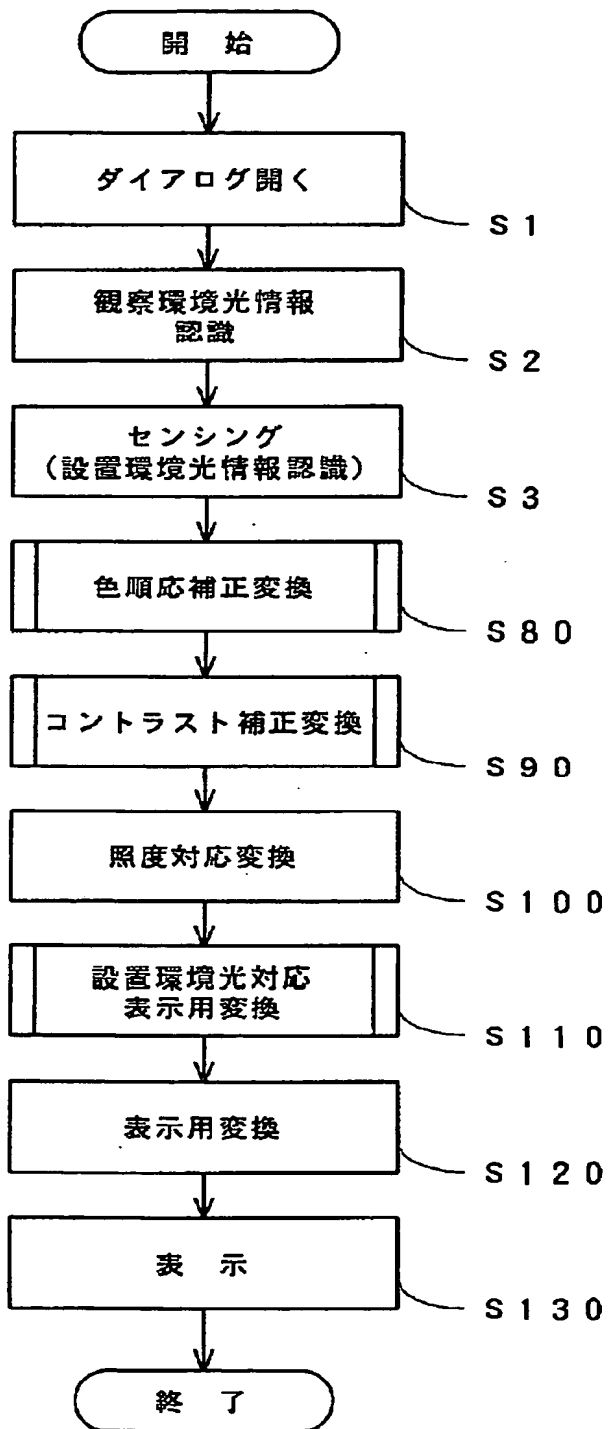 開 始
ダイアログ開く
S1
観察環境光情報
認識
S2
センシング
(設置環境光情報認識)
S3
色順応補正変換
S80
コントラスト補正変換
S90
照度対応変換
S100
設置環境光対応
表示用変換
S110
表示用変換
S120
表 示
S130
終 了